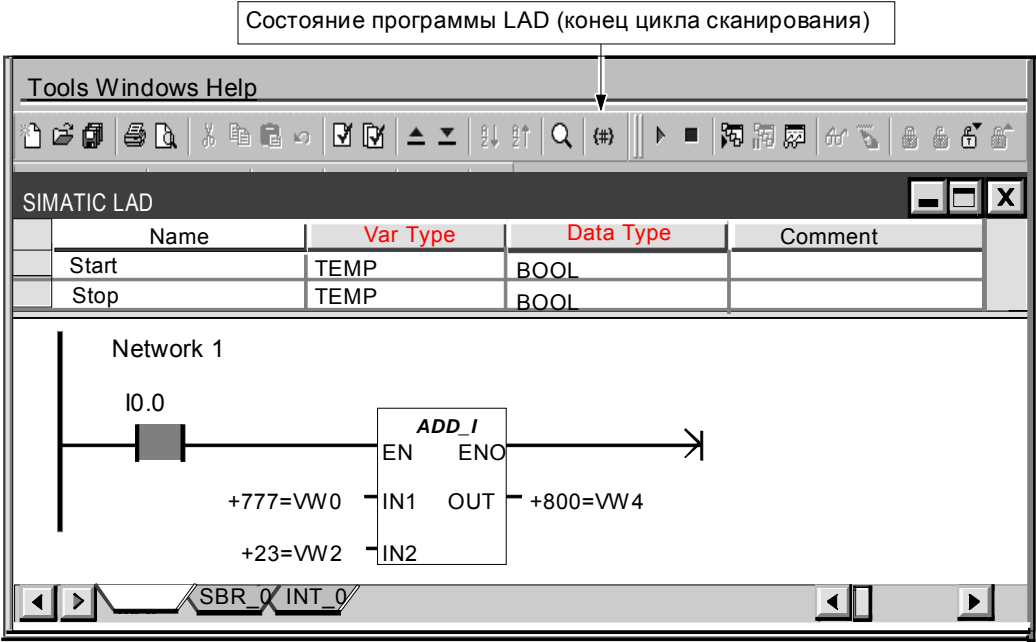 Состояние программы LAD (конец цикла сканирования)
Tools Windows Help
SIMATIC LAD
Name Var Type Data Type Comment
Start TEMP BOOL
Stop TEMP BOOL
Network 1
I0.0
ADD_I
EN ENO
+777=VW0 IN1 OUT +800=VW4
+23=VW2 IN2
SBR_0 INT_0